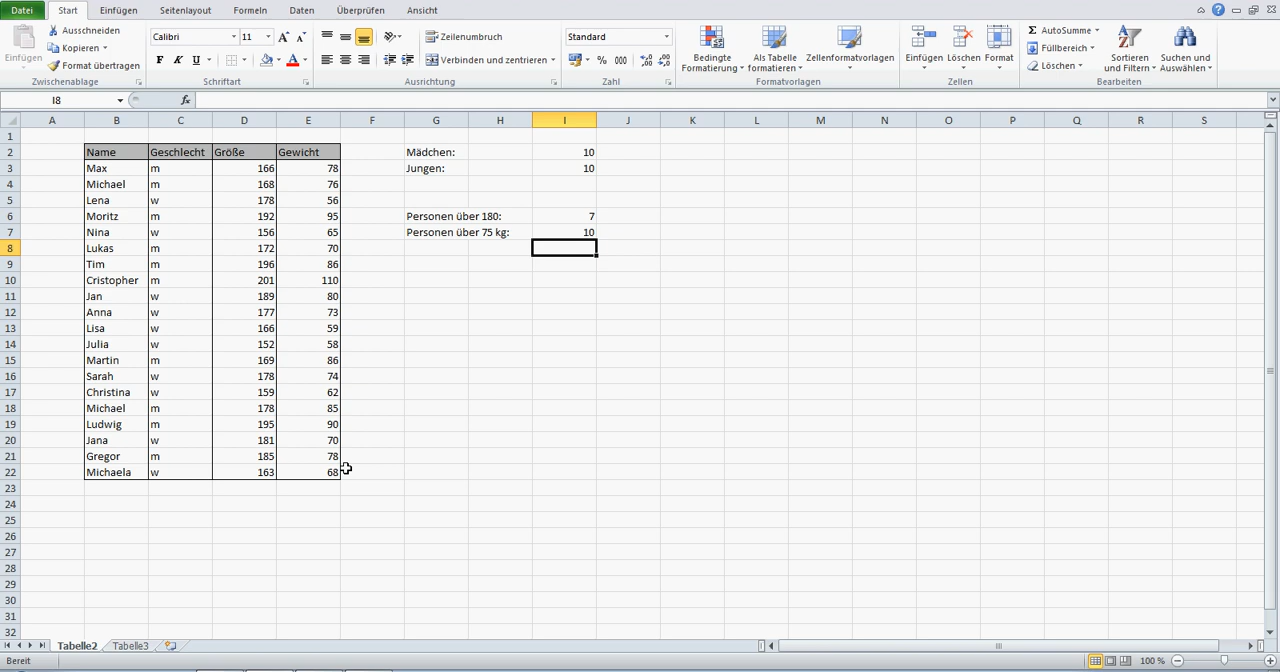 Datei Start Einfügen Seitenlayout Formeln Daten Überprüfen Ansicht
Ausschneiden Calibri 11 Zeilenumbruch Standard AutoSumme
Kopieren Füllbereich
Einfügen Format übertragen F K U Verbinden und zentrieren % 000 Bedingte Formatierung Als Tabelle formatieren Zellenformatvorlagen Einfügen Löschen Format Löschen Sortieren und Filtern Suchen und Auswählen
Zwischenablage Schriftart Ausrichtung Zahl Formatvorlagen Zellen Bearbeiten
I8 fx
A B C D E F G H I J K L M N O P Q R S
1
2 Name Geschlecht Größe Gewicht Mädchen: 10
3 Max m 166 78 Jungen: 10
4 Michael m 168 76
5 Lena w 178 56
6 Moritz m 192 95 Personen über 180: 7
7 Nina w 156 65 Personen über 75 kg: 10
8 Lukas m 172 70
9 Tim m 196 86
10 Cristopher m 201 110
11 Jan w 189 80
12 Anna w 177 73
13 Lisa w 166 59
14 Julia w 152 58
15 Martin m 169 86
16 Sarah w 178 74
17 Christina w 159 62
18 Michael m 178 85
19 Ludwig m 195 90
20 Jana w 181 70
21 Gregor m 185 78
22 Michaela w 163 68
23
24
25
26
27
28
29
30
31
32
Tabelle2 Tabelle3
Bereit 100 %